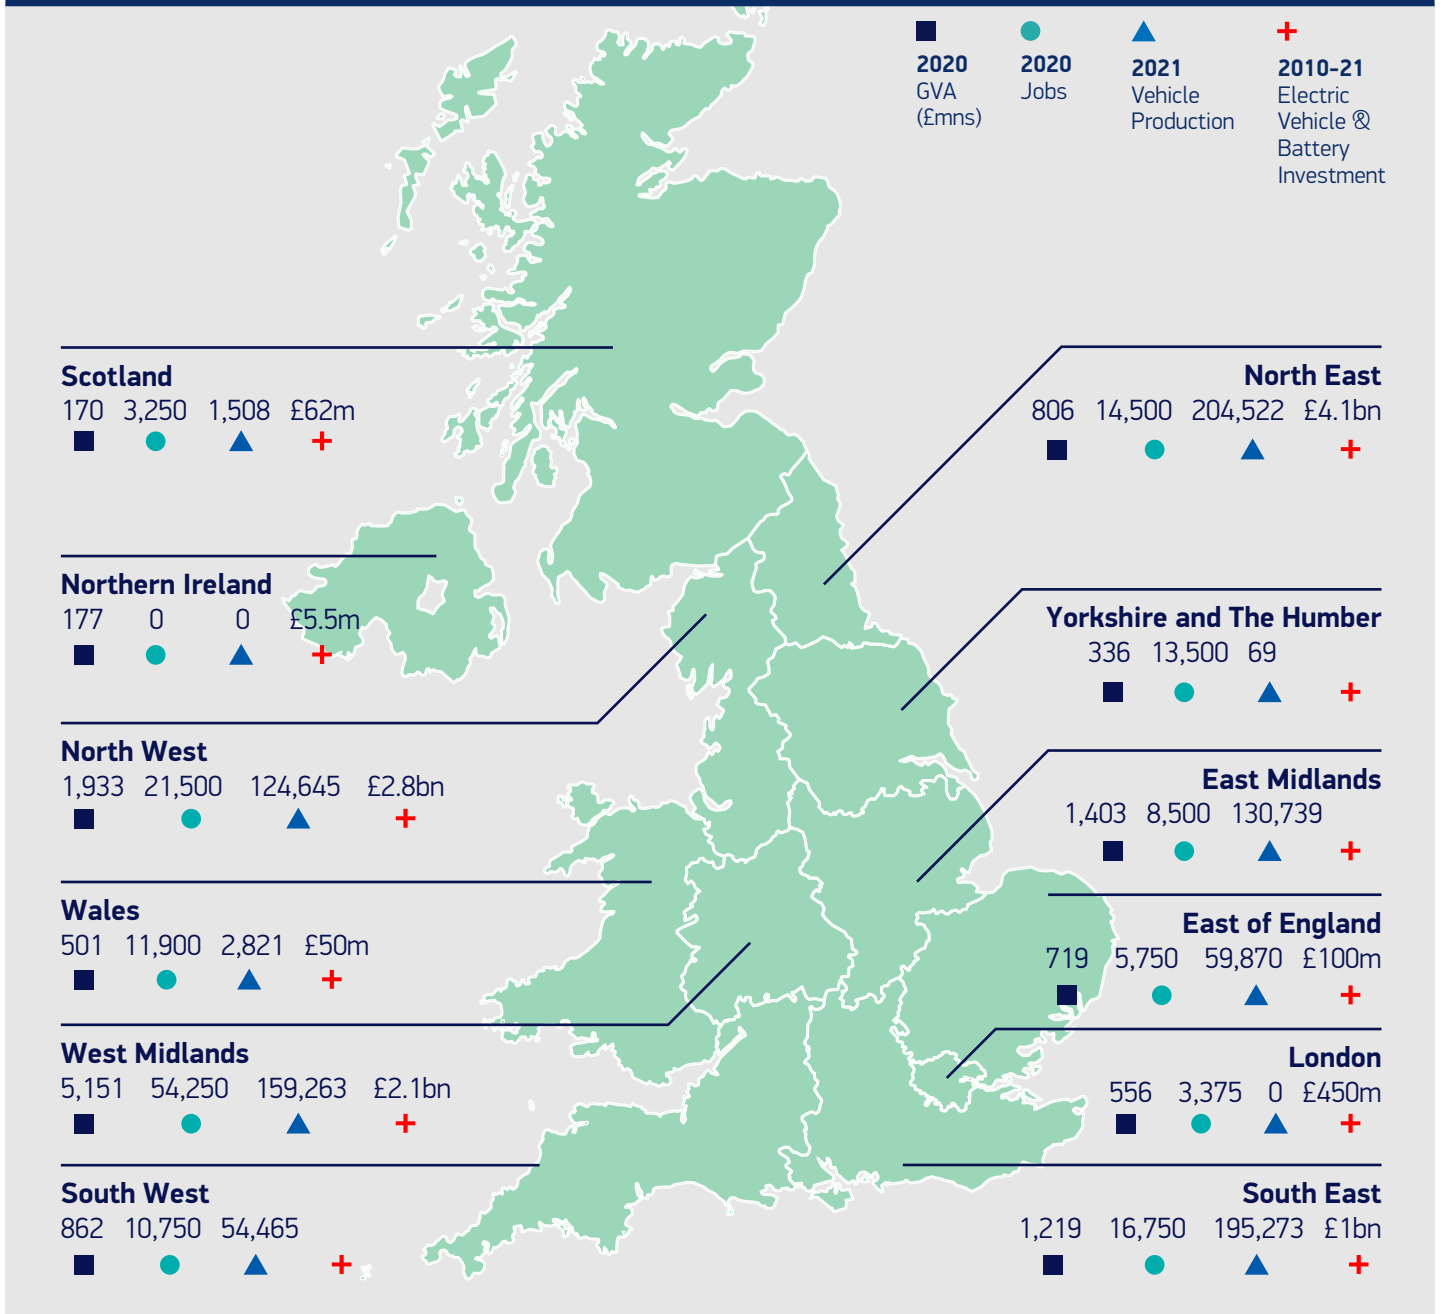 2020
GVA
(£mns)
2020
Jobs
2021
Vehicle
Production
2010-21
Electric
Vehicle &
Battery
Investment
Scotland
170 3,250 1,508 £62m
Northern Ireland
177 0 0 £5.5m
North West
1,933 21,500 124,645 £2.8bn
Wales
501 11,900 2,821 £50m
West Midlands
5,151 54,250 159,263 £2.1bn
South West
862 10,750 54,465
North East
806 14,500 204,522 £4.1bn
Yorkshire and The Humber
336 13,500 69
East Midlands
1,403 8,500 130,739
East of England
719 5,750 59,870 £100m
London
556 3,375 0 £450m
South East
1,219 16,750 195,273 £1bn